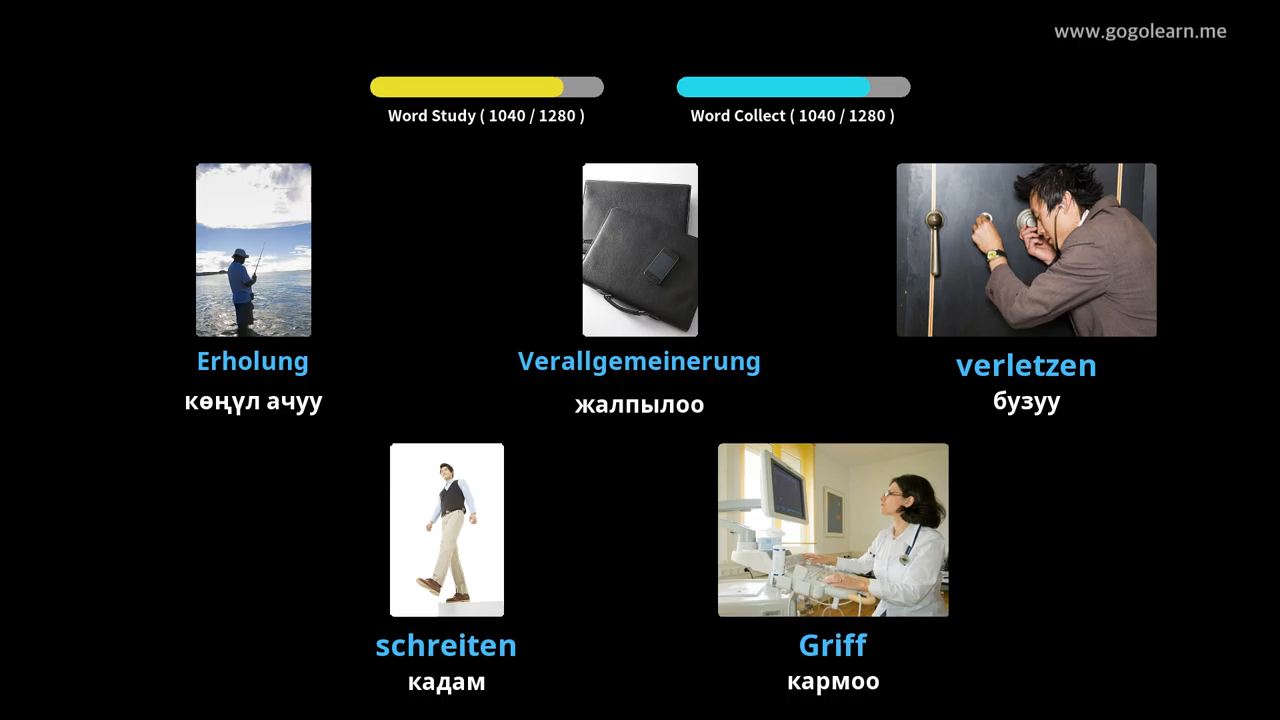 www.gogolearn.me
Word Study ( 1040 / 1280 )
Word Collect ( 1040 / 1280 )
Erholung
көңүл ачуу
Verallgemeinerung
жалпылоо
verletzen
бузуу
schreiten
кадам
Griff
кармоо